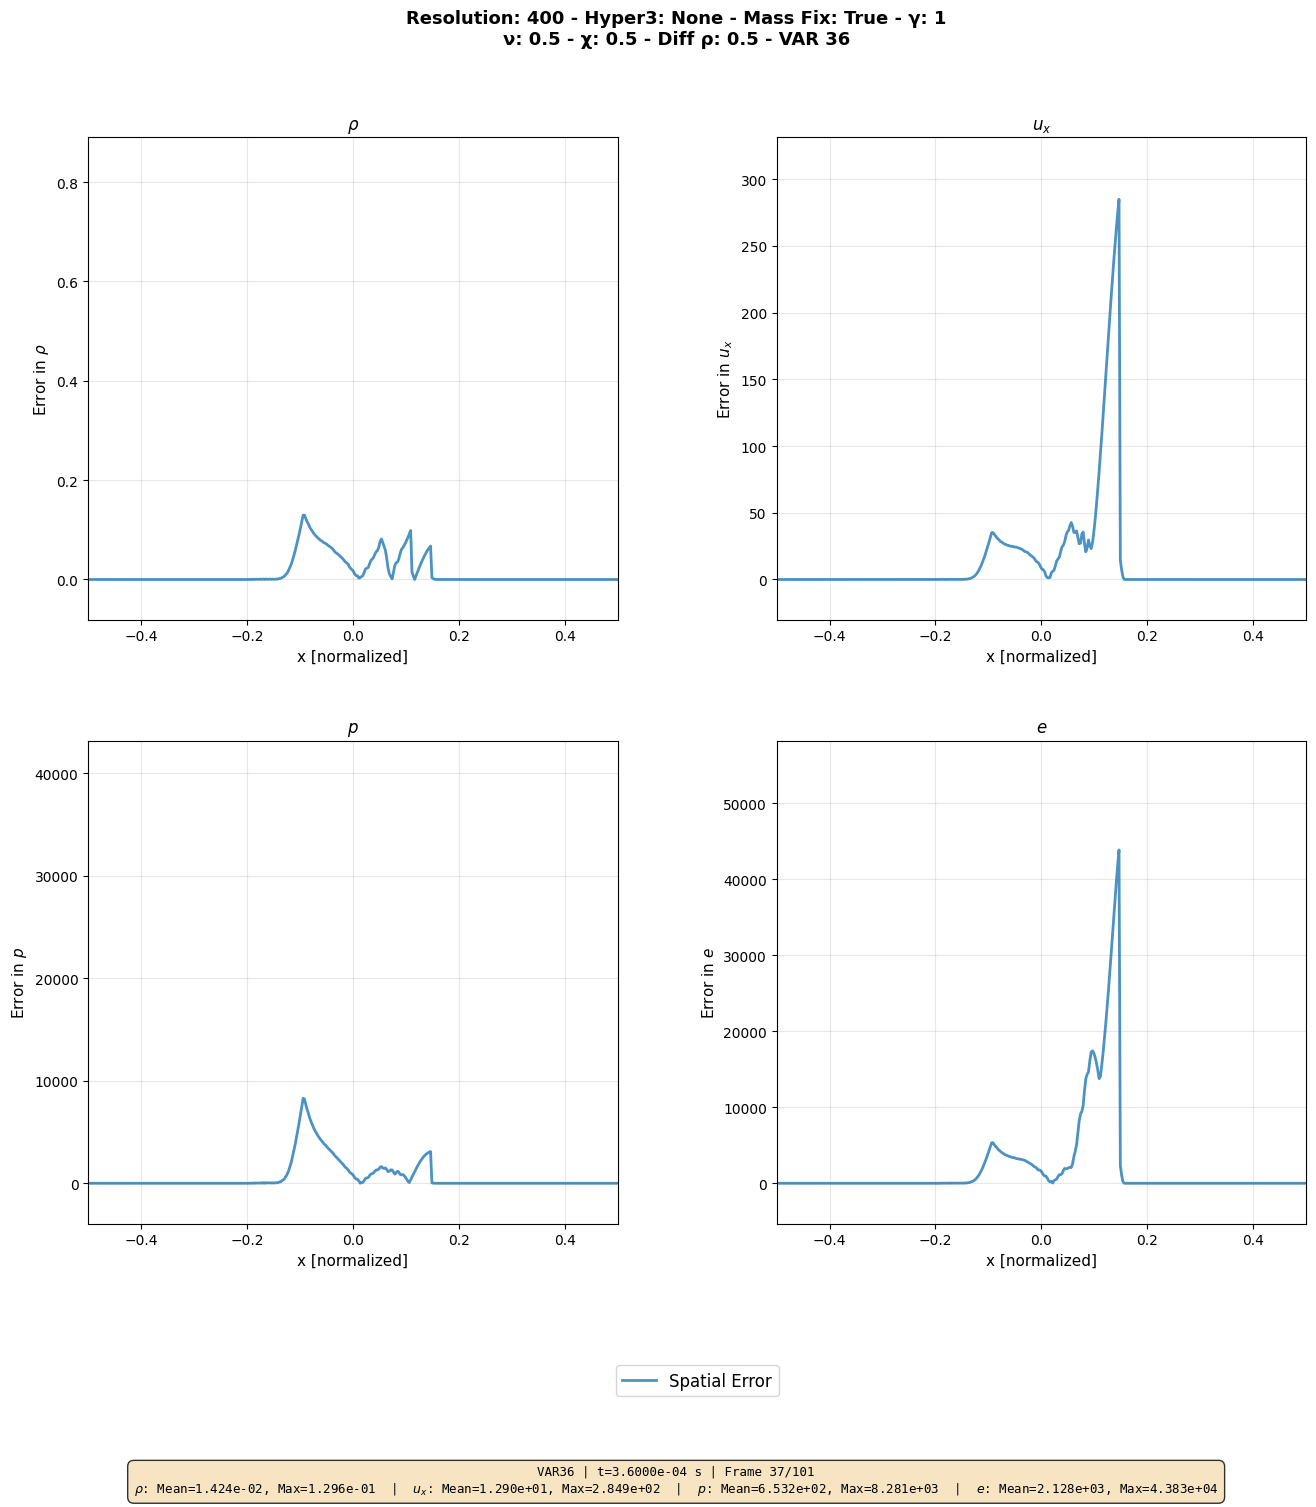 Resolution: 400 - Hyper3: None - Mass Fix: True - γ: 1
ν: 0.5 - χ: 0.5 - Diff ρ: 0.5 - VAR 36
ρ
Error in ρ
0.8
0.6
0.4
0.2
0.0
−0.4 −0.2 0.0 0.2 0.4
x [normalized]
u_x
Error in u_x
300
250
200
150
100
50
0
−0.4 −0.2 0.0 0.2 0.4
x [normalized]
p
Error in p
40000
30000
20000
10000
0
−0.4 −0.2 0.0 0.2 0.4
x [normalized]
e
Error in e
50000
40000
30000
20000
10000
0
−0.4 −0.2 0.0 0.2 0.4
x [normalized]
Spatial Error
VAR36 | t=3.6000e-04 s | Frame 37/101
ρ: Mean=1.424e-02, Max=1.296e-01 | u_x: Mean=1.290e+01, Max=2.849e+02 | p: Mean=6.532e+02, Max=8.281e+03 | e: Mean=2.128e+03, Max=4.383e+04